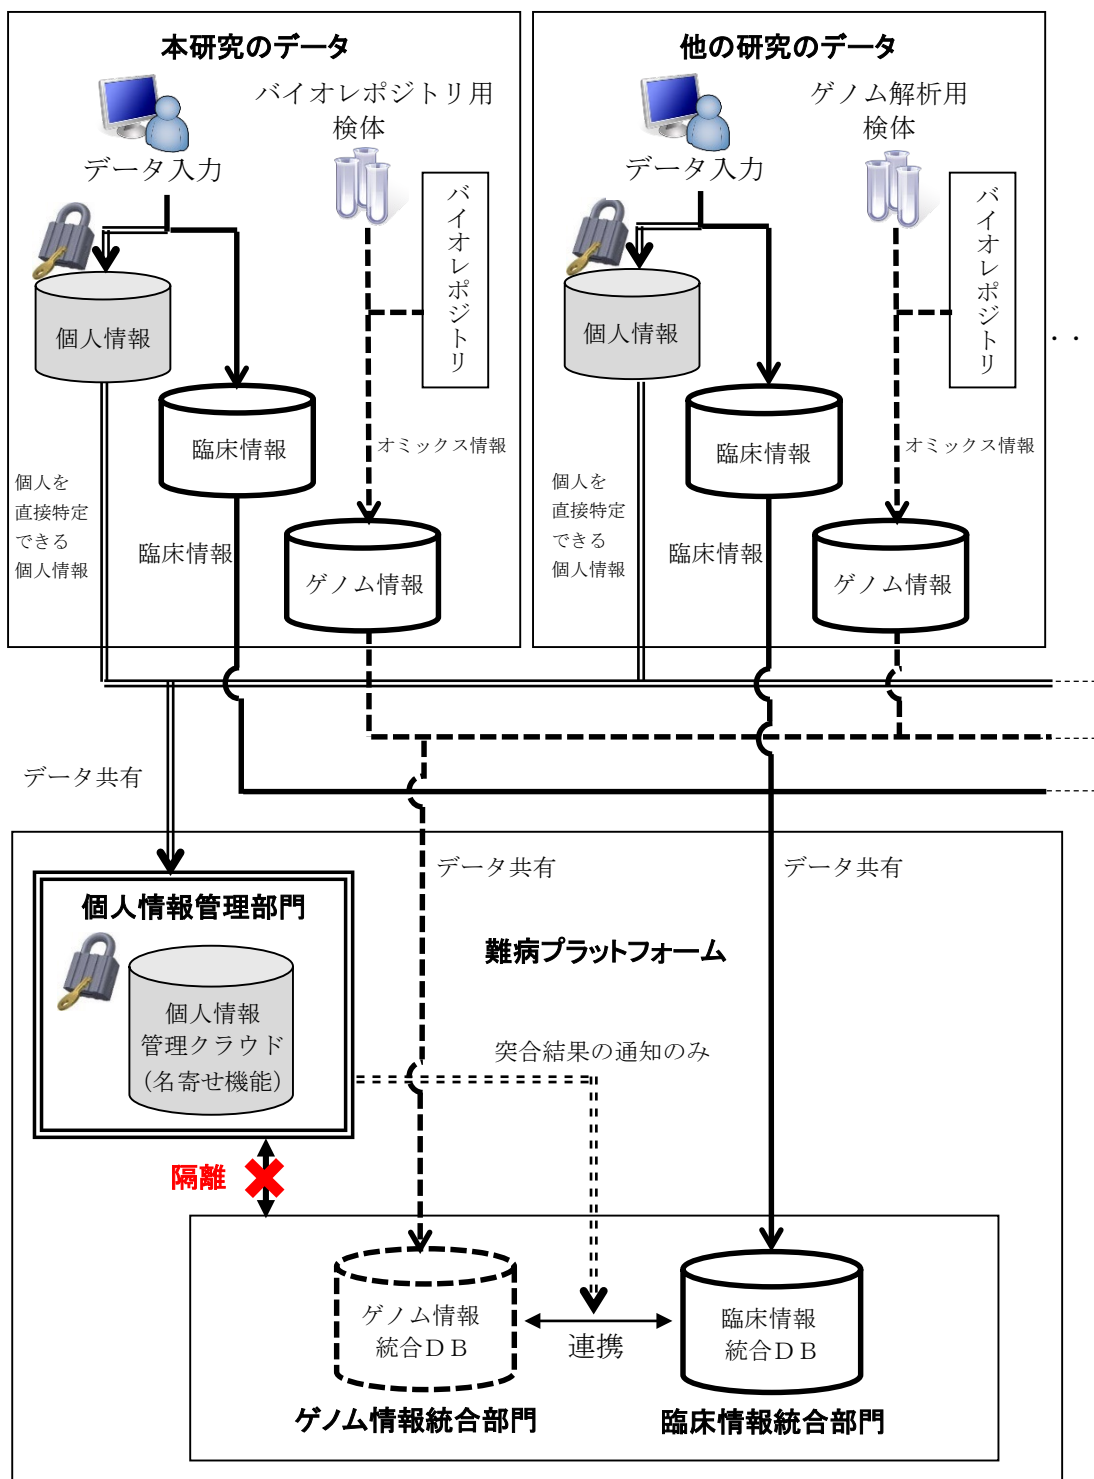 本研究のデータ
バイオレポジトリ用
検体
データ入力
バイオレポジトリ
個人情報
臨床情報
オミックス情報
個人を
直接特定
できる
個人情報
臨床情報
ゲノム情報
他の研究のデータ
ゲノム解析用
検体
データ入力
バイオレポジトリ
個人情報
・・
臨床情報
オミックス情報
個人を
直接特定
できる
個人情報
臨床情報
ゲノム情報
データ共有
データ共有
データ共有
個人情報管理部門
難病プラットフォーム
個人情報
管理クラウド
（名寄せ機能）
突合結果の通知のみ
隔離
ゲノム情報
統合ＤＢ
連携
臨床情報
統合ＤＢ
ゲノム情報統合部門
臨床情報統合部門